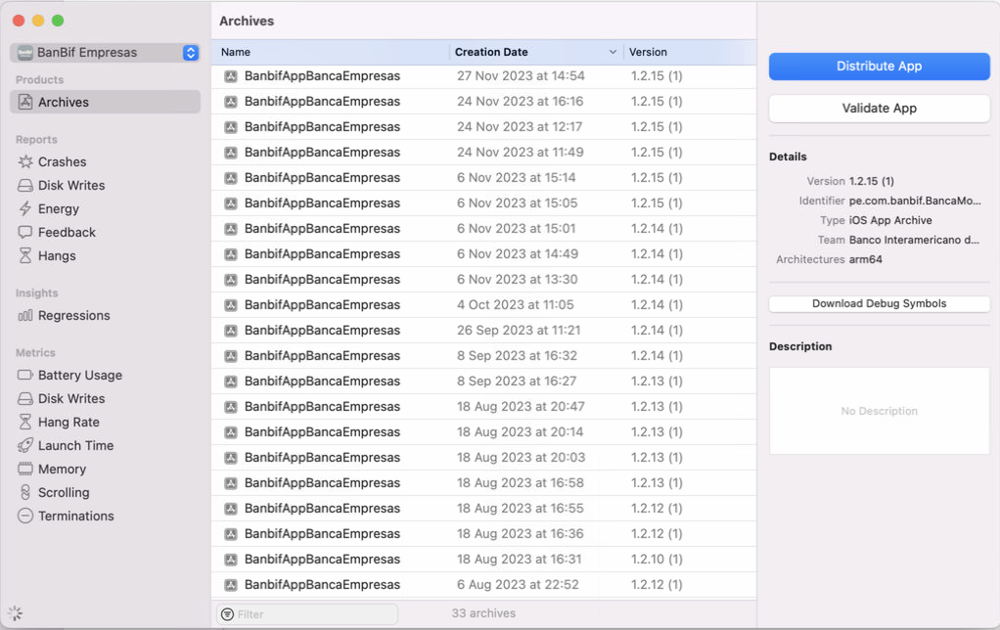 BanBif Empresas
Products
Archives
Reports
Crashes
Disk Writes
Energy
Feedback
Hangs
Insights
Regressions
Metrics
Battery Usage
Disk Writes
Hang Rate
Launch Time
Memory
Scrolling
Terminations
Archives
Name Creation Date Version
BanbifAppBancaEmpresas 27 Nov 2023 at 14:54 1.2.15 (1)
BanbifAppBancaEmpresas 24 Nov 2023 at 16:16 1.2.15 (1)
BanbifAppBancaEmpresas 24 Nov 2023 at 12:17 1.2.15 (1)
BanbifAppBancaEmpresas 24 Nov 2023 at 11:49 1.2.15 (1)
BanbifAppBancaEmpresas 6 Nov 2023 at 15:14 1.2.15 (1)
BanbifAppBancaEmpresas 6 Nov 2023 at 15:05 1.2.15 (1)
BanbifAppBancaEmpresas 6 Nov 2023 at 15:01 1.2.14 (1)
BanbifAppBancaEmpresas 6 Nov 2023 at 14:49 1.2.14 (1)
BanbifAppBancaEmpresas 6 Nov 2023 at 13:30 1.2.14 (1)
BanbifAppBancaEmpresas 4 Oct 2023 at 11:05 1.2.14 (1)
BanbifAppBancaEmpresas 26 Sep 2023 at 11:21 1.2.14 (1)
BanbifAppBancaEmpresas 8 Sep 2023 at 16:32 1.2.14 (1)
BanbifAppBancaEmpresas 8 Sep 2023 at 16:27 1.2.13 (1)
BanbifAppBancaEmpresas 18 Aug 2023 at 20:47 1.2.13 (1)
BanbifAppBancaEmpresas 18 Aug 2023 at 20:14 1.2.13 (1)
BanbifAppBancaEmpresas 18 Aug 2023 at 20:03 1.2.13 (1)
BanbifAppBancaEmpresas 18 Aug 2023 at 16:58 1.2.13 (1)
BanbifAppBancaEmpresas 18 Aug 2023 at 16:55 1.2.12 (1)
BanbifAppBancaEmpresas 18 Aug 2023 at 16:36 1.2.12 (1)
BanbifAppBancaEmpresas 18 Aug 2023 at 16:31 1.2.10 (1)
BanbifAppBancaEmpresas 6 Aug 2023 at 22:52 1.2.12 (1)
Filter 33 archives
Distribute App
Validate App
Details
Version 1.2.15 (1)
Identifier pe.com.banbif.BancaMo...
Type iOS App Archive
Team Banco Interamericano d...
Architectures arm64
Download Debug Symbols
Description
No Description